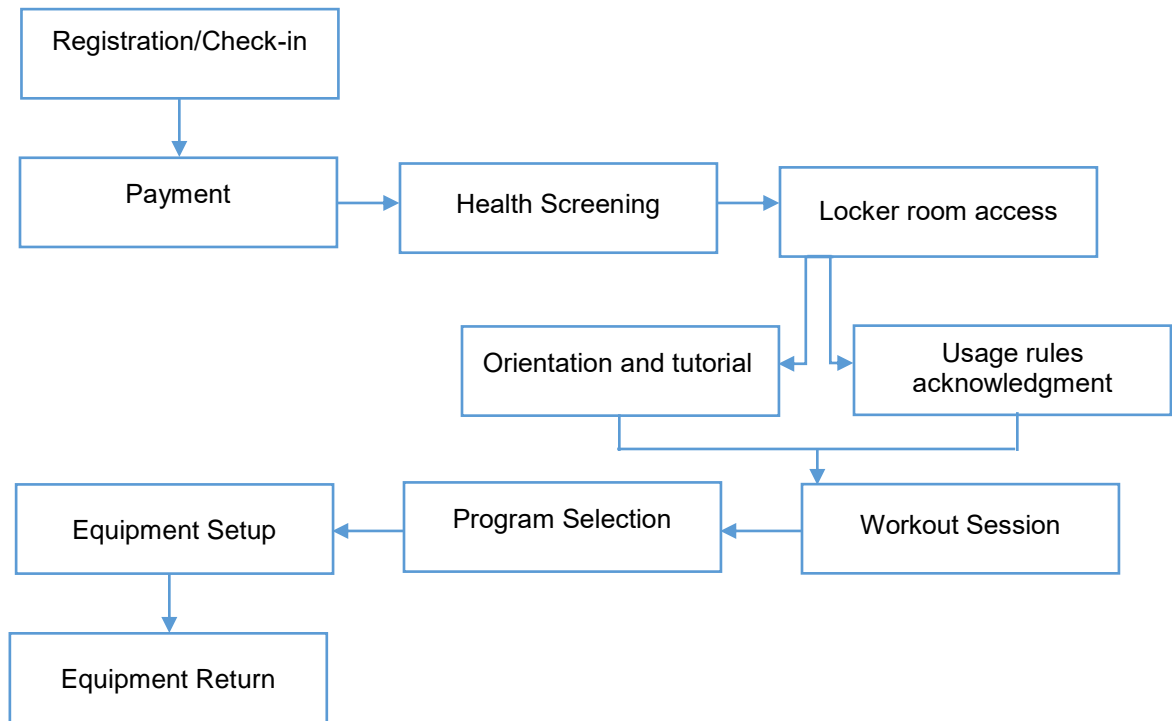 Registration/Check-in
Payment
Health Screening
Locker room access
Orientation and tutorial
Usage rules
acknowledgment
Equipment Setup
Program Selection
Workout Session
Equipment Return